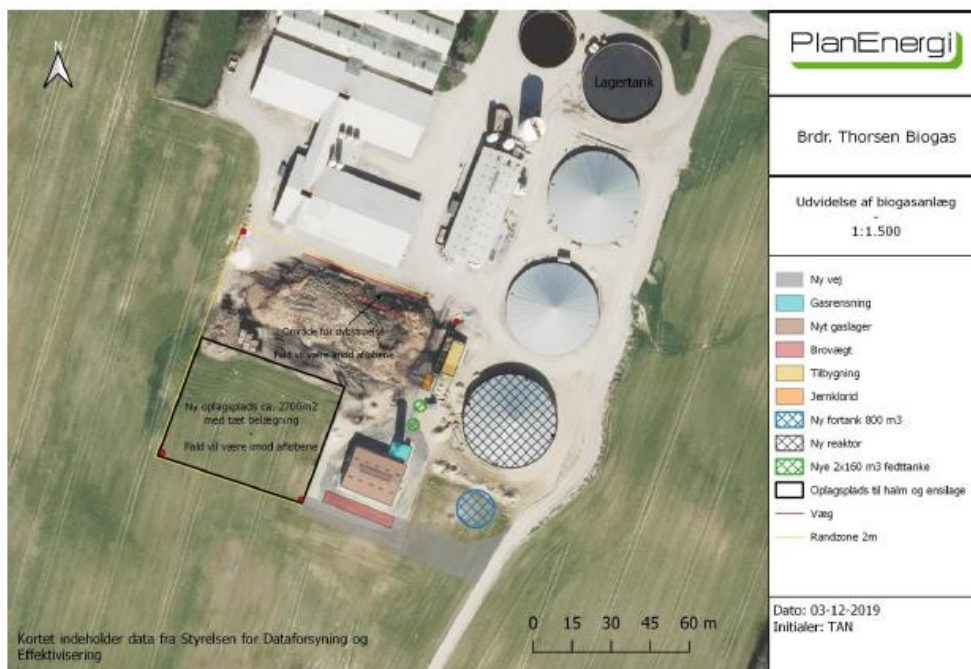 N
Lagertank
Område for dybstrøelse
-
Fald vil være imod afløbene
Ny oplagsplads ca. 2700m2
med tæt belægning
-
Fald vil være imod afløbene
0 15 30 45 60 m
Kortet indeholder data fra Styrelsen for Dataforsyning og
Effektivisering
PlanEnergi
Brdr. Thorsen Biogas
Udvidelse af biogasanlæg
-
1:1.500
Ny vej
Gasrensning
Nyt gaslager
Brovægt
Tilbygning
Jernklorid
Ny fortank 800 m3
Ny reaktor
Nye 2x160 m3 fedttanke
Oplagsplads til halm og ensilage
Væg
Randzone 2m
Dato: 03-12-2019
Initialer: TAN